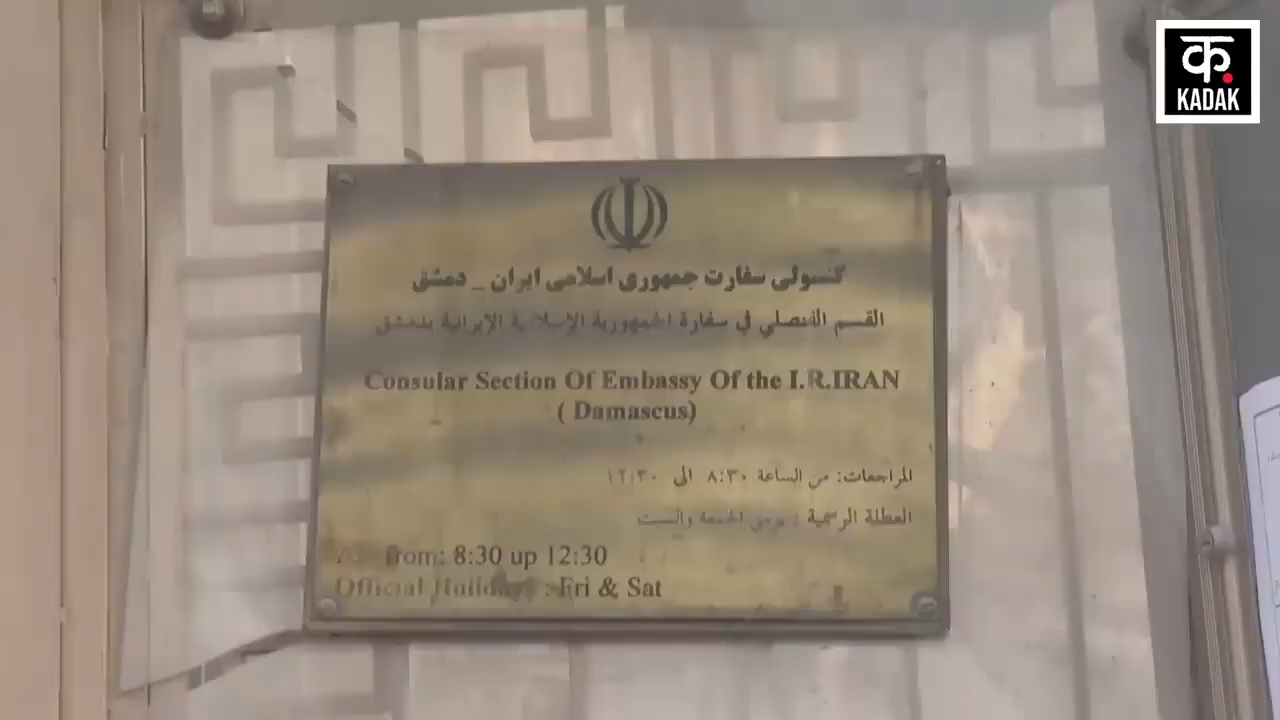 क.
KADAK
کنسولی سفارت جمهوری اسلامی ایران _ دمشق
القسم القنصلي في سفارة الجمهورية الإسلامية الإيرانية بدمشق
Consular Section Of Embassy Of the I.R.IRAN
( Damascus)
المراجعات: من الساعة ٨:٣٠ الى ١٢:٣٠
العطلة الرسمية : يومي الجمعة والسبت
from: 8:30 up 12:30
Official : Fri & Sat